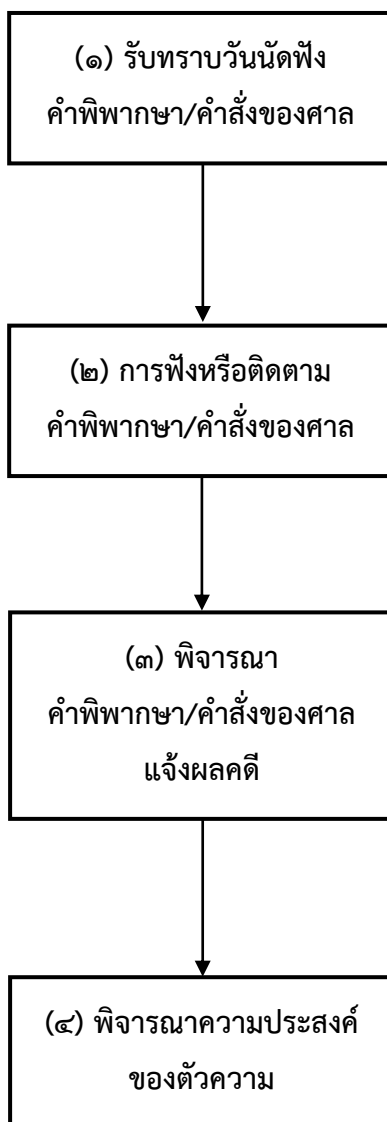 (๑) รับทราบวันนัดฟัง
คำพิพากษา/คำสั่งของศาล
(๒) การฟังหรือติดตาม
คำพิพากษา/คำสั่งของศาล
(๓) พิจารณา
คำพิพากษา/คำสั่งของศาล
แจ้งผลคดี
(๔) พิจารณาความประสงค์
ของตัวความ